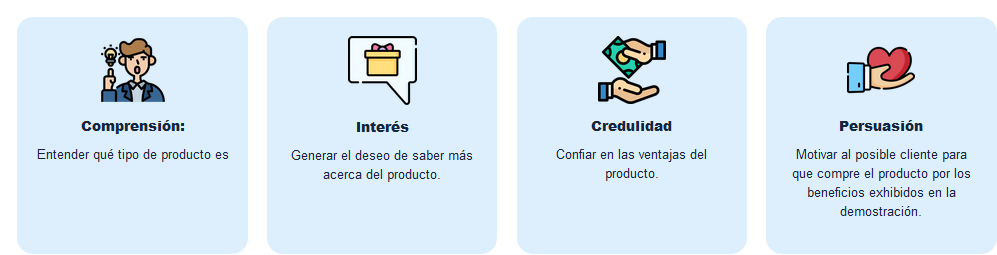 Comprensión:
Entender qué tipo de producto es
Interés
Generar el deseo de saber más
acerca del producto.
Credulidad
Confiar en las ventajas del
producto.
Persuasión
Motivar al posible cliente para
que compre el producto por los
beneficios exhibidos en la
demostración.